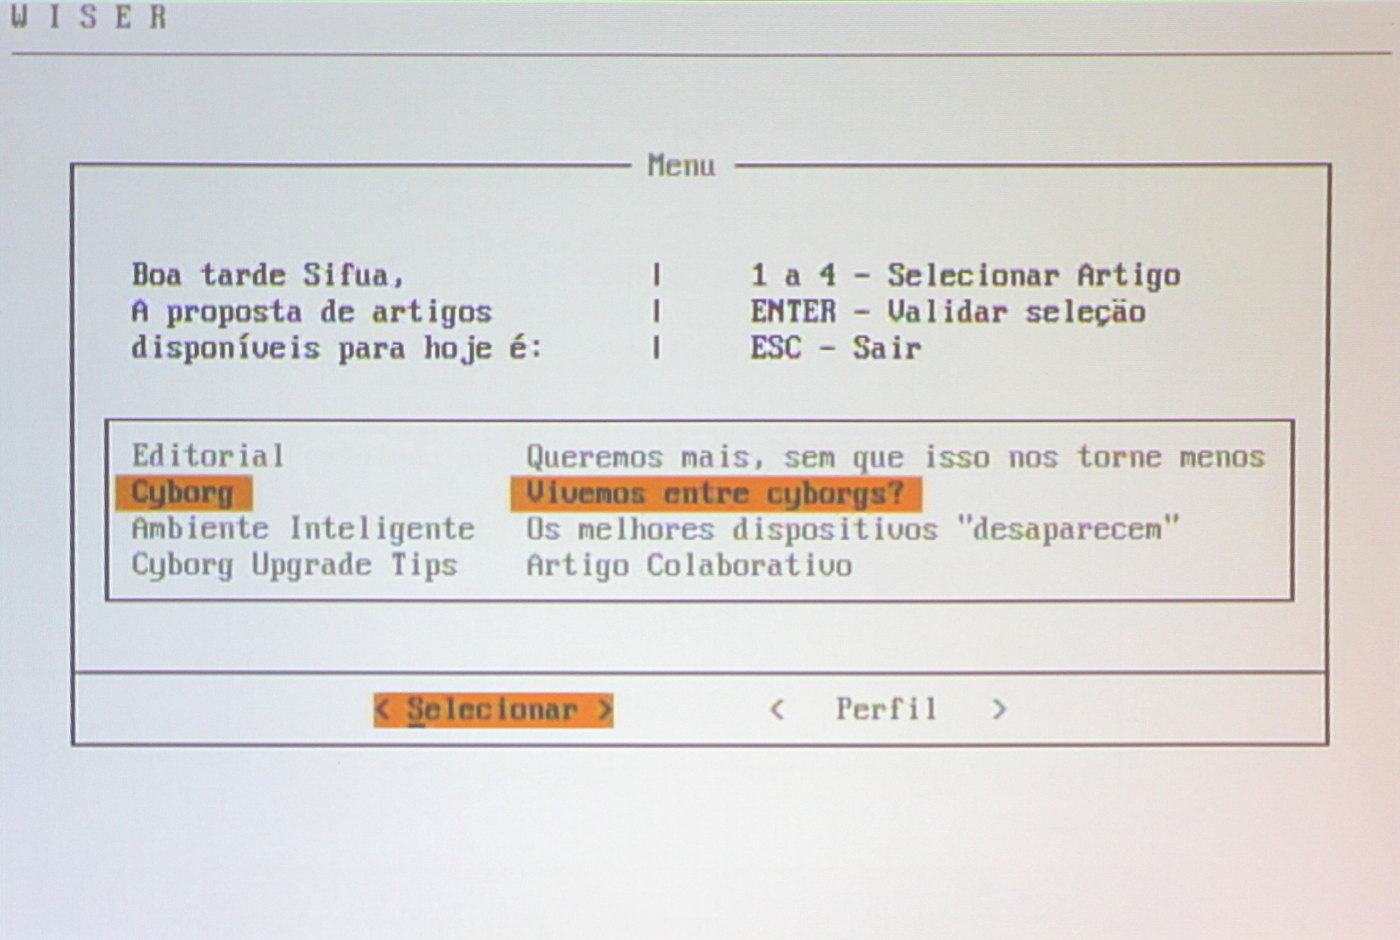 W I S E R
Menu
Boa tarde Sifua, | 1 a 4 - Selecionar Artigo
A proposta de artigos | ENTER - Validar seleção
disponíveis para hoje é: | ESC - Sair
Editorial Queremos mais, sem que isso nos torne menos
Cyborg Vivemos entre cyborgs?
Ambiente Inteligente Os melhores dispositivos "desaparecem"
Cyborg Upgrade Tips Artigo Colaborativo
< Selecionar > < Perfil >